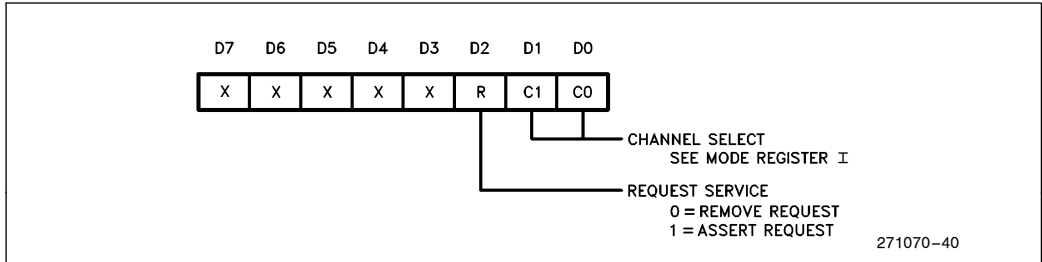 D7 D6 D5 D4 D3 D2 D1 D0
X X X X X R C1 C0
CHANNEL SELECT
SEE MODE REGISTER I
REQUEST SERVICE
0 = REMOVE REQUEST
1 = ASSERT REQUEST
271070-40